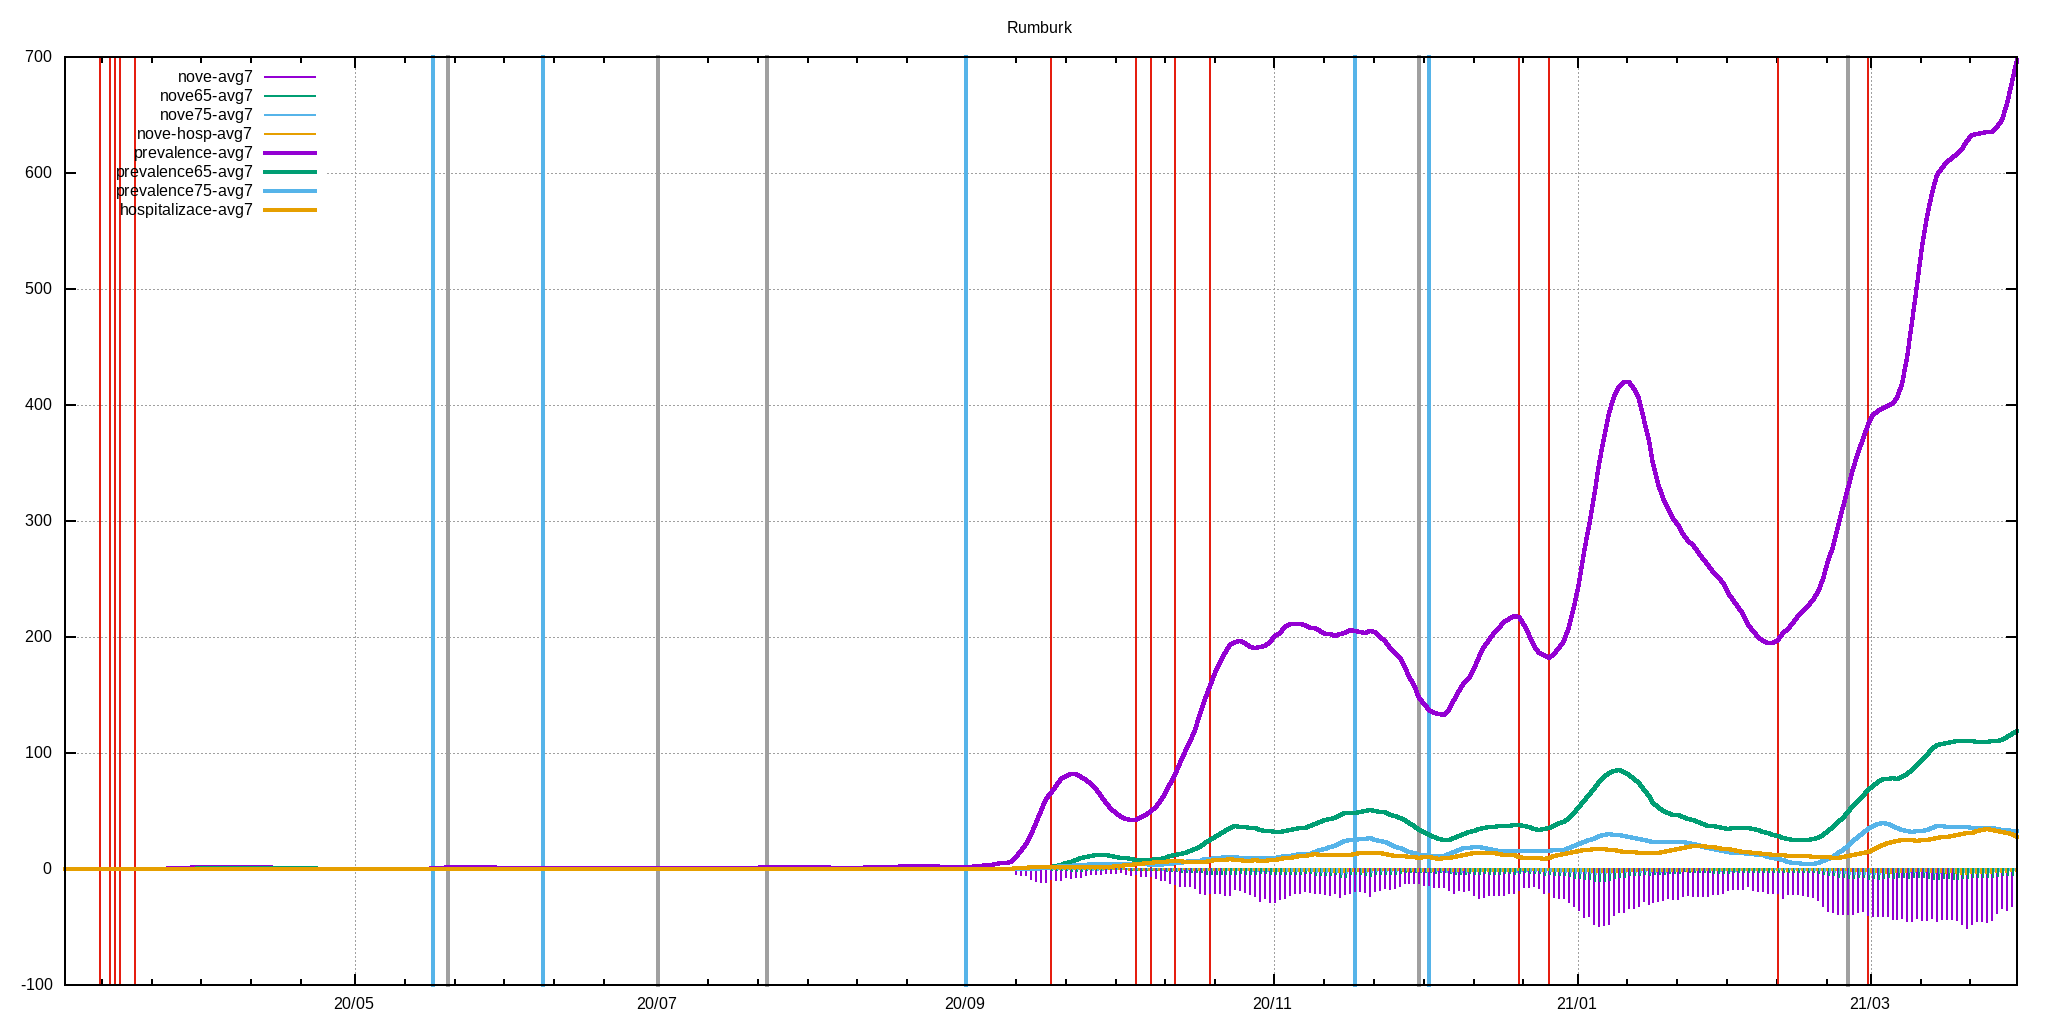 Rumburk
700
600
500
400
300
200
100
0
-100
nove-avg7
nove65-avg7
nove75-avg7
nove-hosp-avg7
prevalence-avg7
prevalence65-avg7
prevalence75-avg7
hospitalizace-avg7
20/05 20/07 20/09 20/11 21/01 21/03